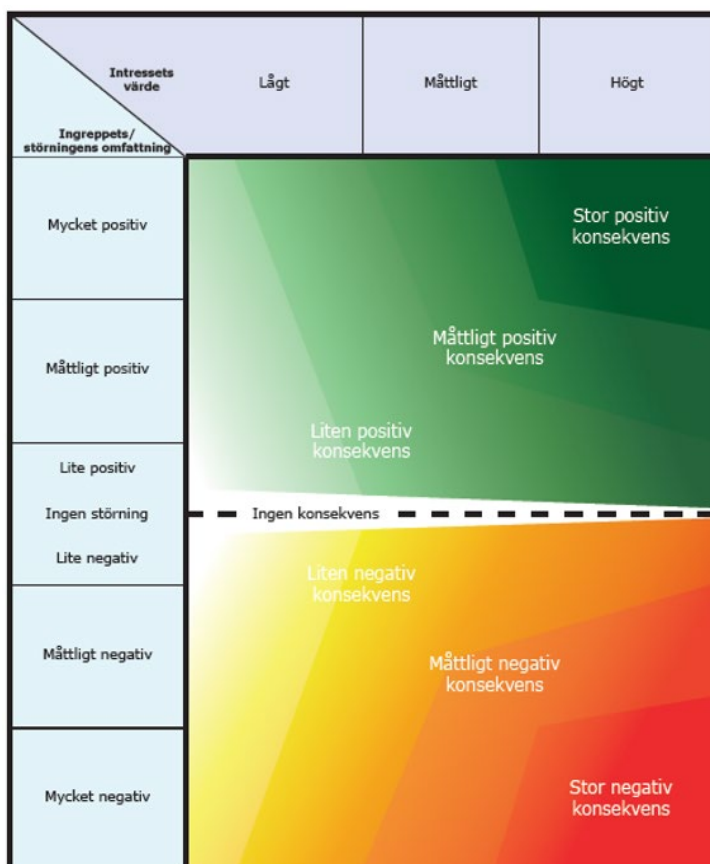 Intressets
värde
Ingreppets/
störningens omfattning
Lågt
Måttligt
Högt
Mycket positiv
Stor positiv
konsekvens
Måttligt positiv
Måttligt positiv
konsekvens
Liten positiv
konsekvens
Lite positiv
Ingen störning
Ingen konsekvens
Lite negativ
Liten negativ
konsekvens
Måttligt negativ
Måttligt negativ
konsekvens
Mycket negativ
Stor negativ
konsekvens